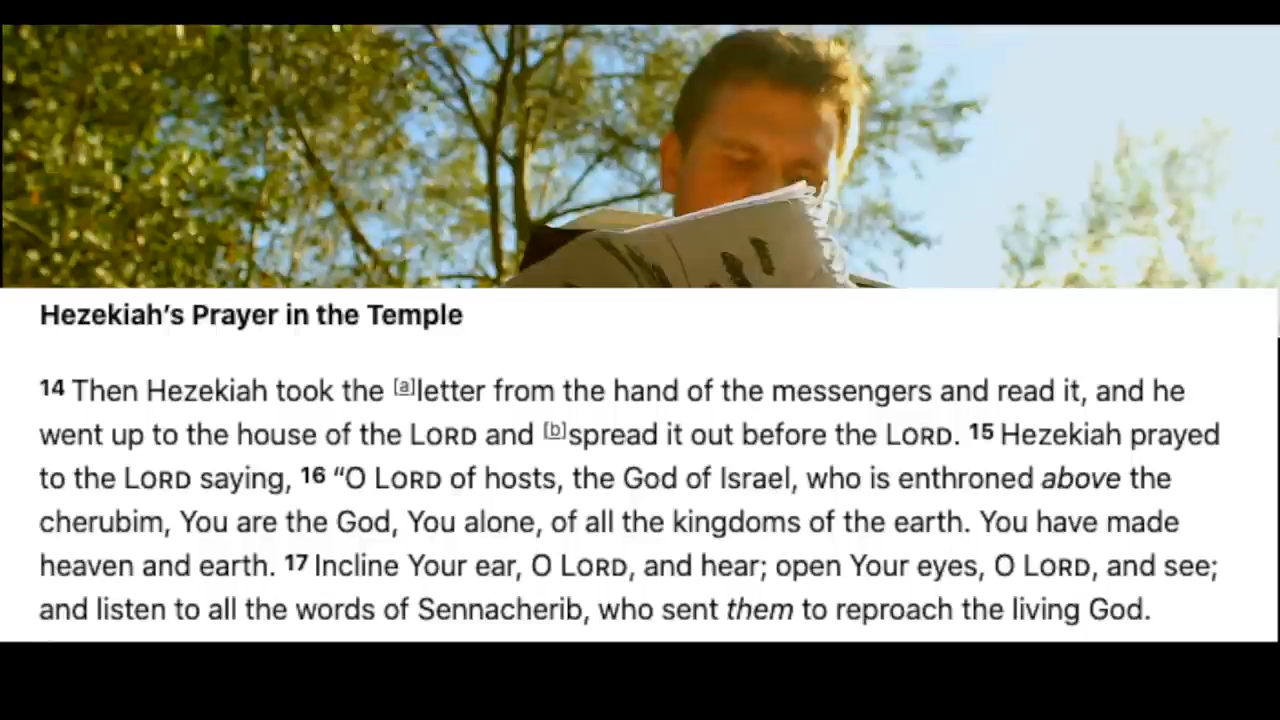 Hezekiah’s Prayer in the Temple
14 Then Hezekiah took the [a]letter from the hand of the messengers and read it, and he
went up to the house of the LORD and [b]spread it out before the LORD. 15 Hezekiah prayed
to the LORD saying, 16 “O LORD of hosts, the God of Israel, who is enthroned above the
cherubim, You are the God, You alone, of all the kingdoms of the earth. You have made
heaven and earth. 17 Incline Your ear, O LORD, and hear; open Your eyes, O LORD, and see;
and listen to all the words of Sennacherib, who sent them to reproach the living God.